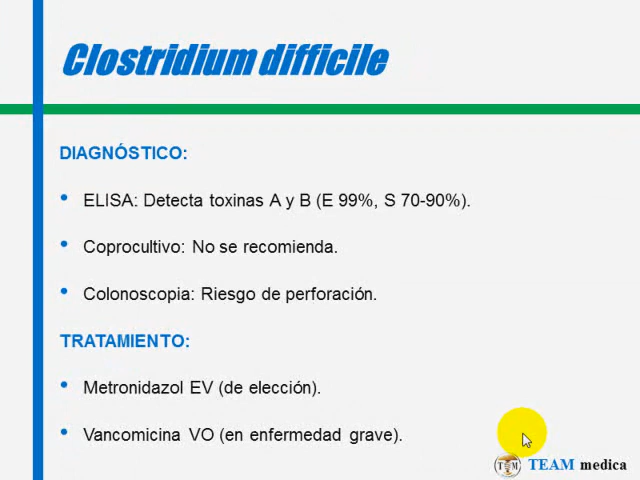 Clostridium difficile
DIAGNÓSTICO:
• ELISA: Detecta toxinas A y B (E 99%, S 70-90%).
• Coprocultivo: No se recomienda.
• Colonoscopia: Riesgo de perforación.
TRATAMIENTO:
• Metronidazol EV (de elección).
• Vancomicina VO (en enfermedad grave).
TEAM medica